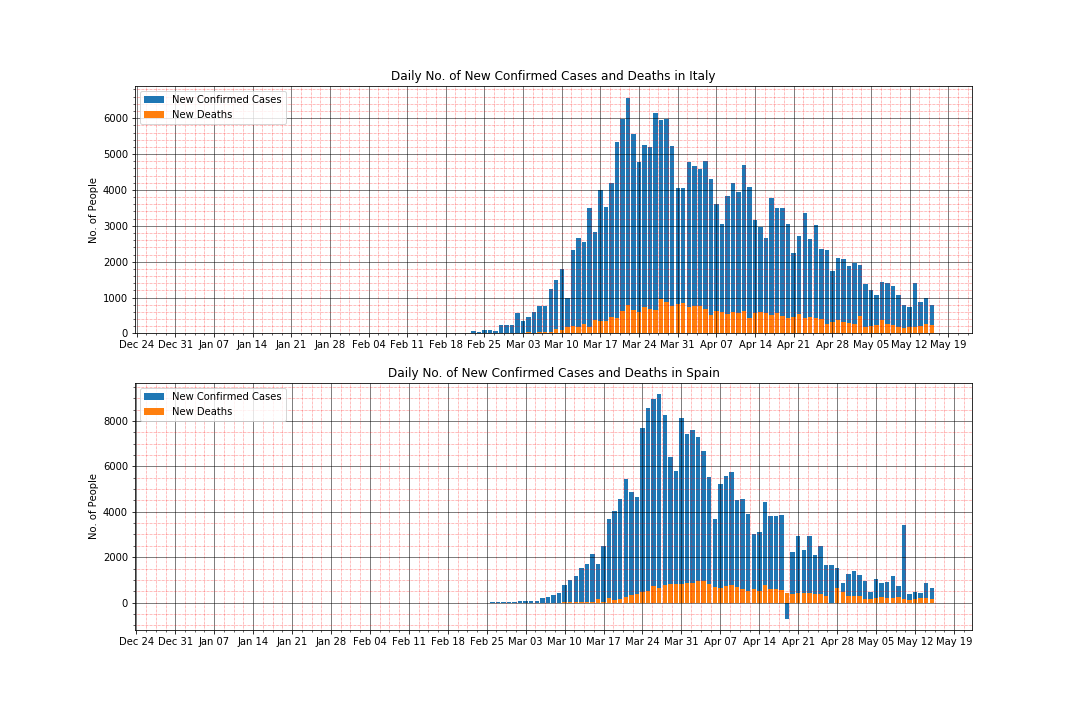 Daily No. of New Confirmed Cases and Deaths in Italy
New Confirmed Cases
New Deaths
No. of People
6000
5000
4000
3000
2000
1000
0
Dec 24 Dec 31 Jan 07 Jan 14 Jan 21 Jan 28 Feb 04 Feb 11 Feb 18 Feb 25 Mar 03 Mar 10 Mar 17 Mar 24 Mar 31 Apr 07 Apr 14 Apr 21 Apr 28 May 05 May 12 May 19
Daily No. of New Confirmed Cases and Deaths in Spain
New Confirmed Cases
New Deaths
No. of People
8000
6000
4000
2000
0
Dec 24 Dec 31 Jan 07 Jan 14 Jan 21 Jan 28 Feb 04 Feb 11 Feb 18 Feb 25 Mar 03 Mar 10 Mar 17 Mar 24 Mar 31 Apr 07 Apr 14 Apr 21 Apr 28 May 05 May 12 May 19